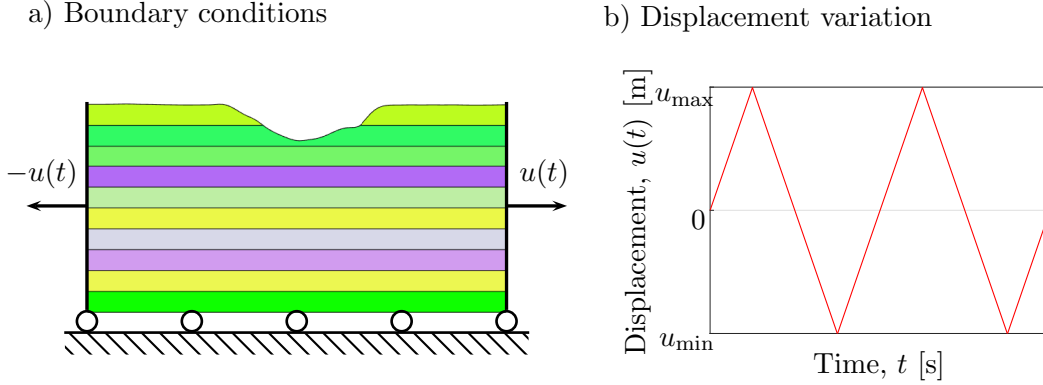 a) Boundary conditions
−u(t)
u(t)
b) Displacement variation
Displacement, u(t) [m]
u_max
0
u_min
Time, t [s]